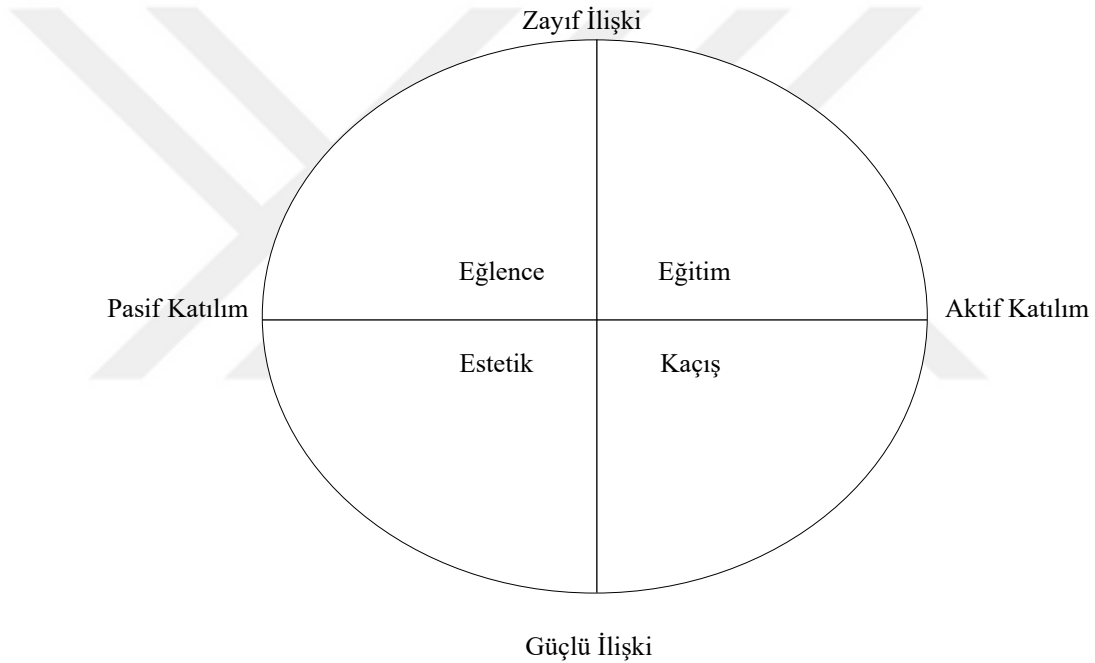 Zayıf İlişki
Eğlence
Eğitim
Pasif Katılım
Aktif Katılım
Estetik
Kaçış
Güçlü İlişki